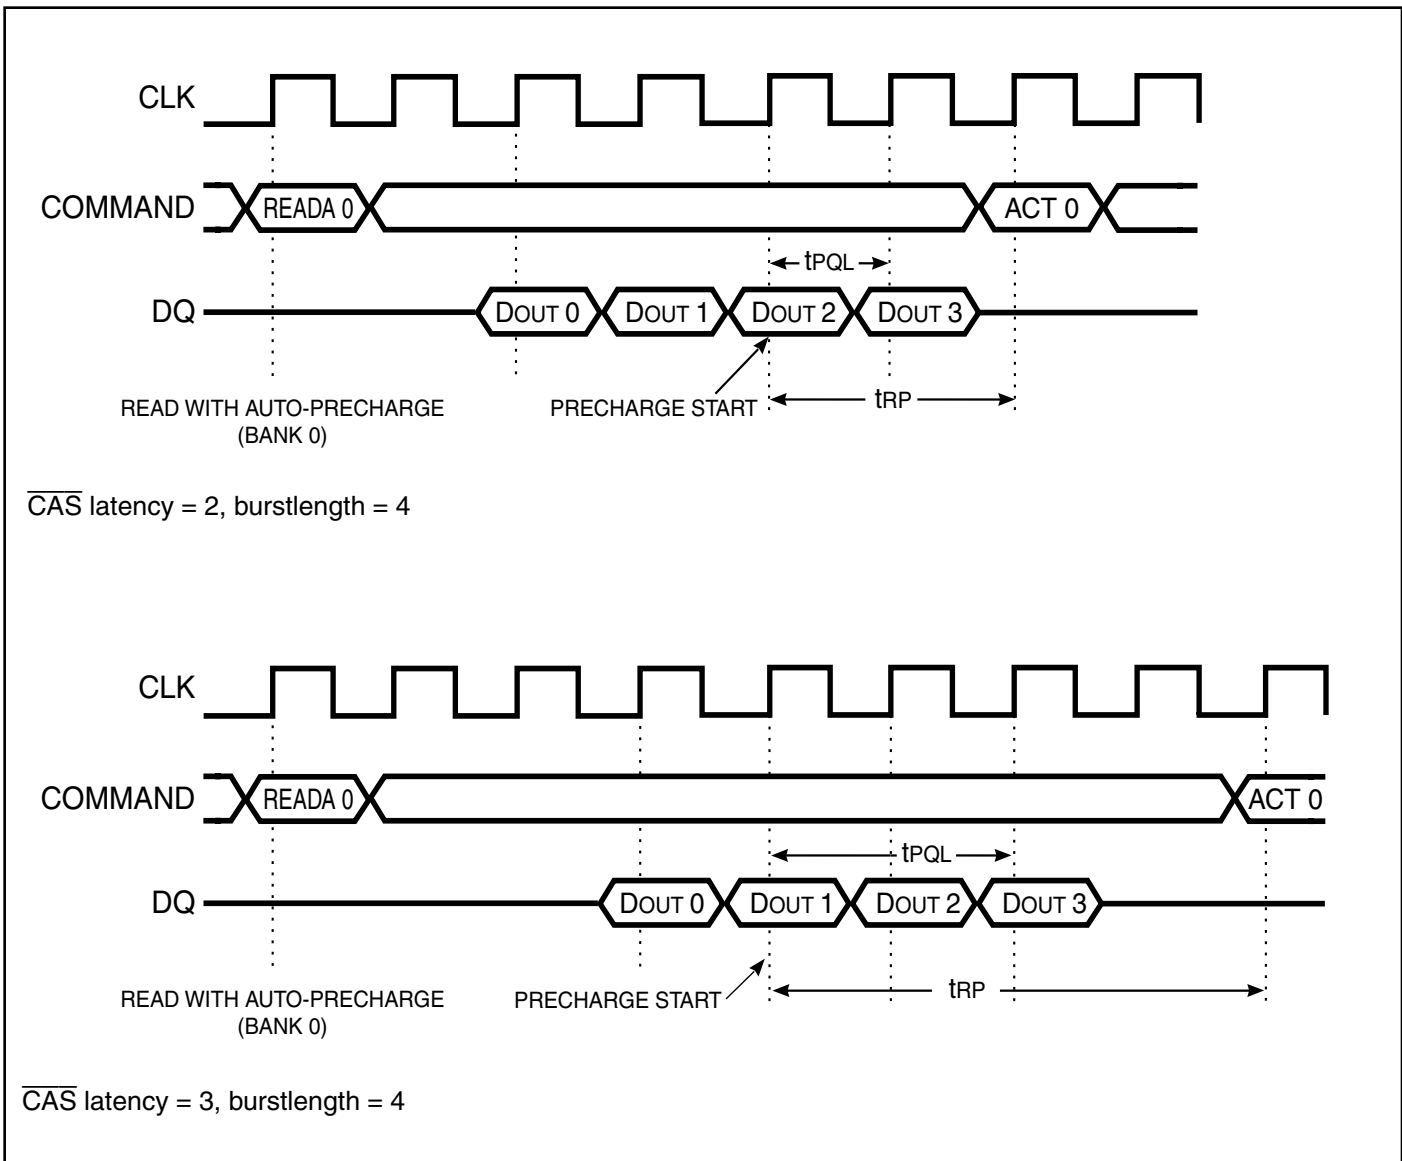 CLK
COMMAND READA 0 ACT 0
tPQL
DQ DOUT 0 DOUT 1 DOUT 2 DOUT 3
READ WITH AUTO-PRECHARGE
(BANK 0)
PRECHARGE START
tRP
CAS latency = 2, burstlength = 4
CLK
COMMAND READA 0 ACT 0
tPQL
DQ DOUT 0 DOUT 1 DOUT 2 DOUT 3
READ WITH AUTO-PRECHARGE
(BANK 0)
PRECHARGE START
tRP
CAS latency = 3, burstlength = 4